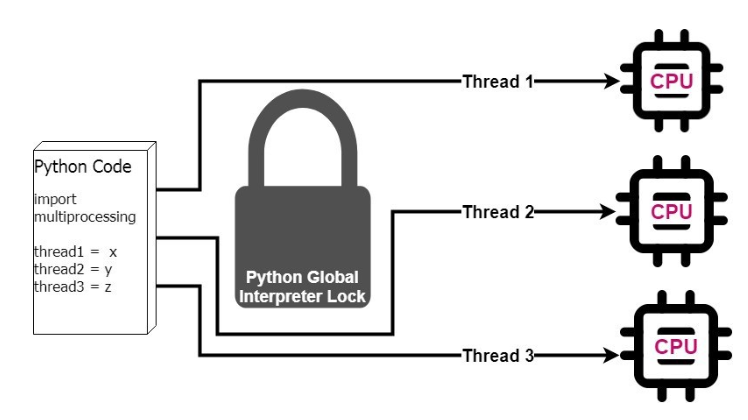 Thread 1
CPU
Python Code
import
multiprocessing
thread1 = x
thread2 = y
thread3 = z
Python Global
Interpreter Lock
Thread 2
CPU
Thread 3
CPU